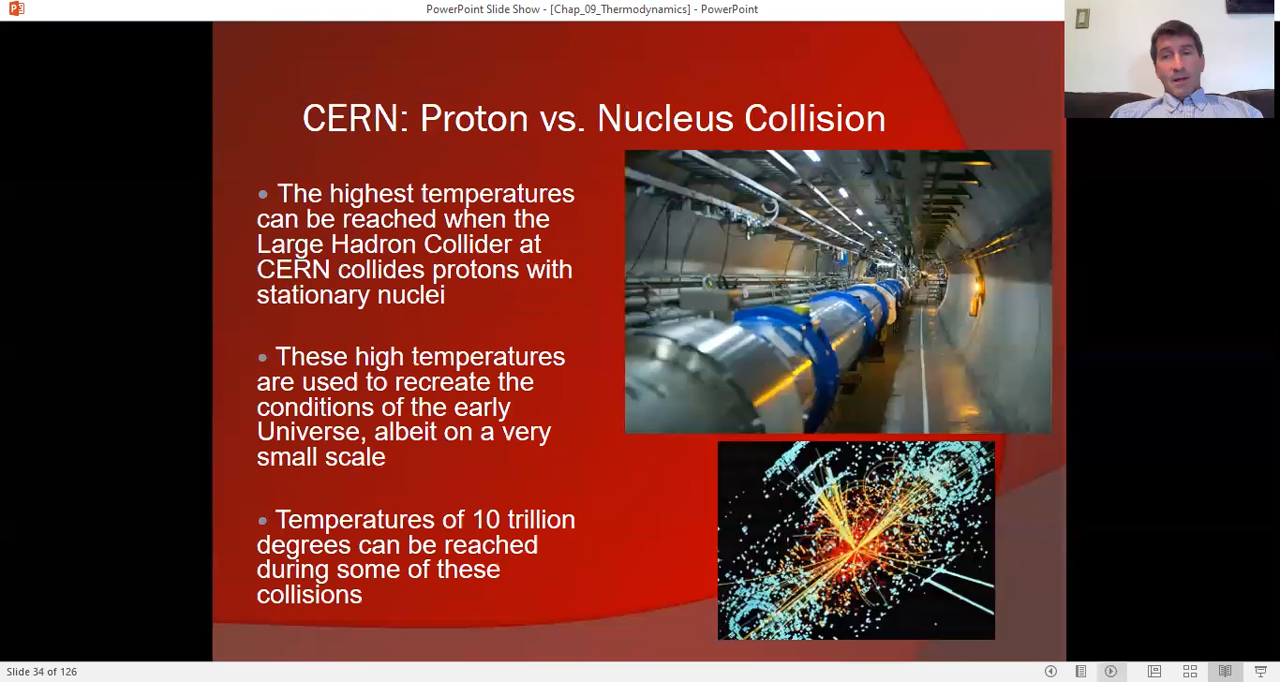 PowerPoint Slide Show - [Chap_09_Thermodynamics] - PowerPoint
CERN: Proton vs. Nucleus Collision
• The highest temperatures
can be reached when the
Large Hadron Collider at
CERN collides protons with
stationary nuclei
• These high temperatures
are used to recreate the
conditions of the early
Universe, albeit on a very
small scale
• Temperatures of 10 trillion
degrees can be reached
during some of these
collisions
Slide 34 of 126